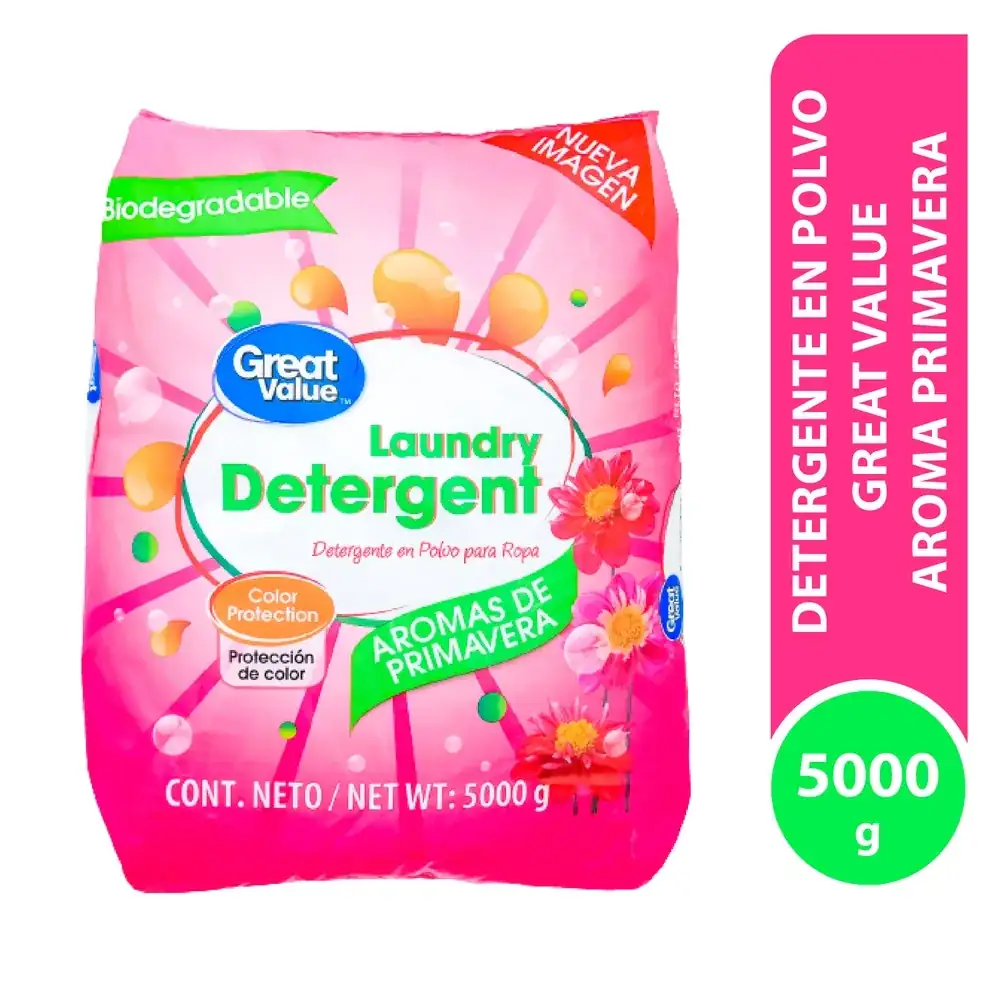 Biodegradable
NUEVA
IMAGEN
Great
Value™
Laundry
Detergent
Detergente en Polvo para Ropa
Color
Protection
Protección
de color
AROMAS DE
PRIMAVERA
Great
Value
CONT. NETO / NET WT: 5000 g
DETERGENTE EN POLVO
GREAT VALUE
AROMA PRIMAVERA
5000
g